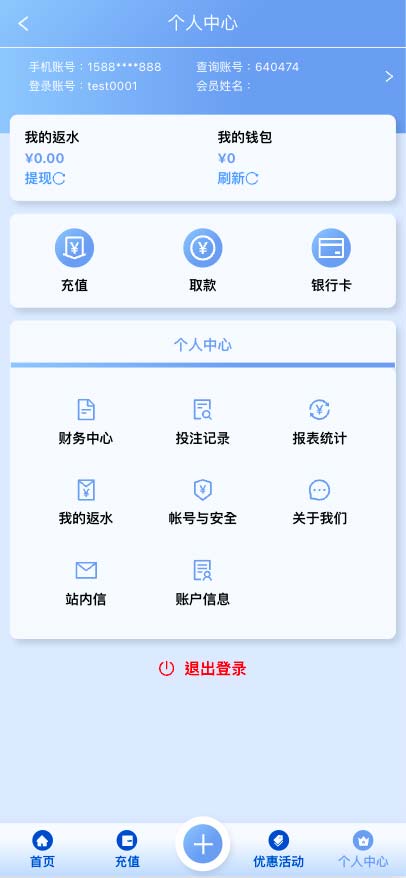 个人中心
手机账号：1588****888 查询账号：640474
登录账号：test0001 会员姓名：
我的返水 我的钱包
¥0.00 ¥0
提现 刷新
充值 取款 银行卡
个人中心
财务中心 投注记录 报表统计
我的返水 帐号与安全 关于我们
站内信 账户信息
退出登录
首页 充值 优惠活动 个人中心